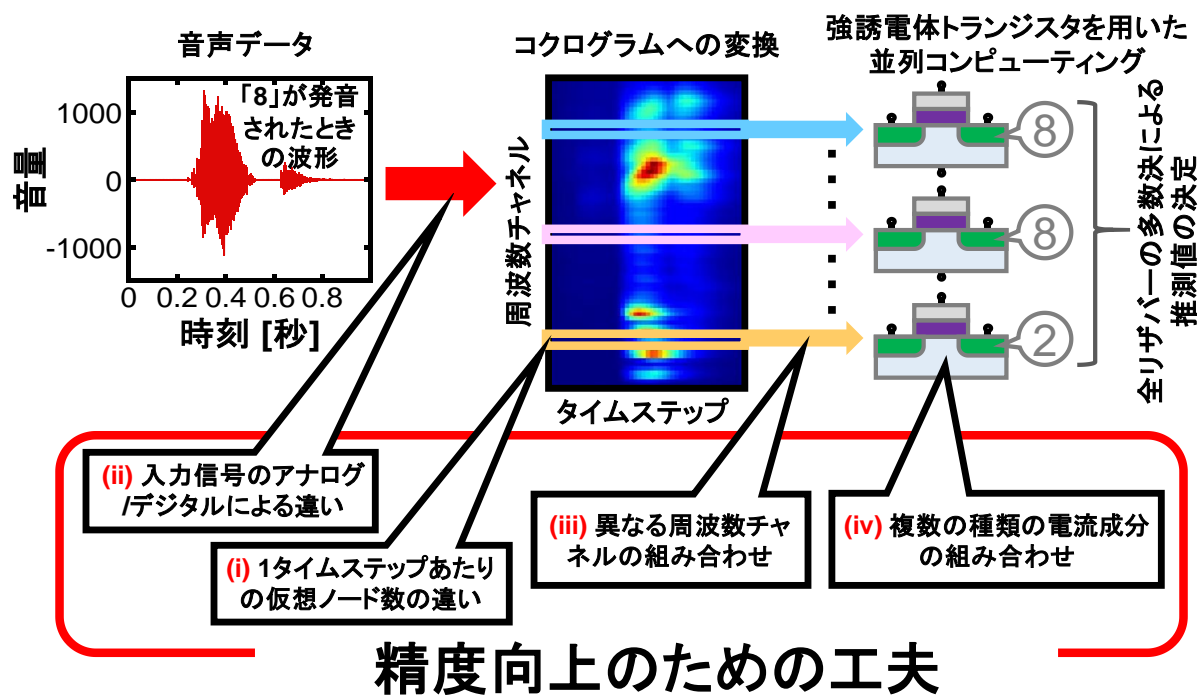 音声データ
「8」が発音
されたとき
の波形
1000
0
-1000
音量
0 0.2 0.4 0.6 0.8
時刻 [秒]
コクログラムへの変換
周波数チャネル
タイムステップ
強誘電体トランジスタを用いた
並列コンピューティング
8
8
2
全リザバーの多数決による
推測値の決定
(ii) 入力信号のアナログ
/デジタルによる違い
(i) 1タイムステップあたり
の仮想ノード数の違い
(iii) 異なる周波数チャ
ネルの組み合わせ
(iv) 複数の種類の電流成分
の組み合わせ
精度向上のための工夫